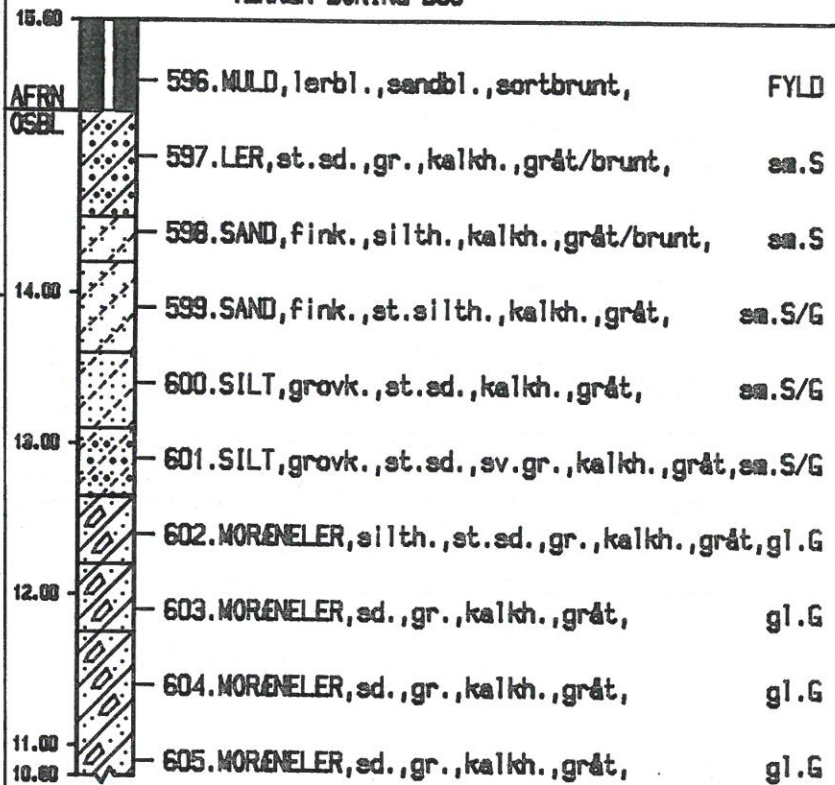 BORING
15.80
596.MULD,lerbl.,sandbl.,sortbrunt, FYLD
AFRN
OSBL
597.LER,st.sd.,gr.,kalkh.,gråt/brunt, sm.S
598.SAND,fink.,silth.,kalkh.,gråt/brunt, sm.S
14.00
599.SAND,fink.,st.silth.,kalkh.,gråt, sm.S/G
600.SILT,grovk.,st.sd.,kalkh.,gråt, sm.S/G
13.00
601.SILT,grovk.,st.sd.,sv.gr.,kalkh.,gråt,sm.S/G
602.MORÆNELER,silth.,st.sd.,gr.,kalkh.,gråt,gl.G
12.00
603.MORÆNELER,sd.,gr.,kalkh.,gråt, gl.G
604.MORÆNELER,sd.,gr.,kalkh.,gråt, gl.G
11.00
605.MORÆNELER,sd.,gr.,kalkh.,gråt, gl.G
10.80